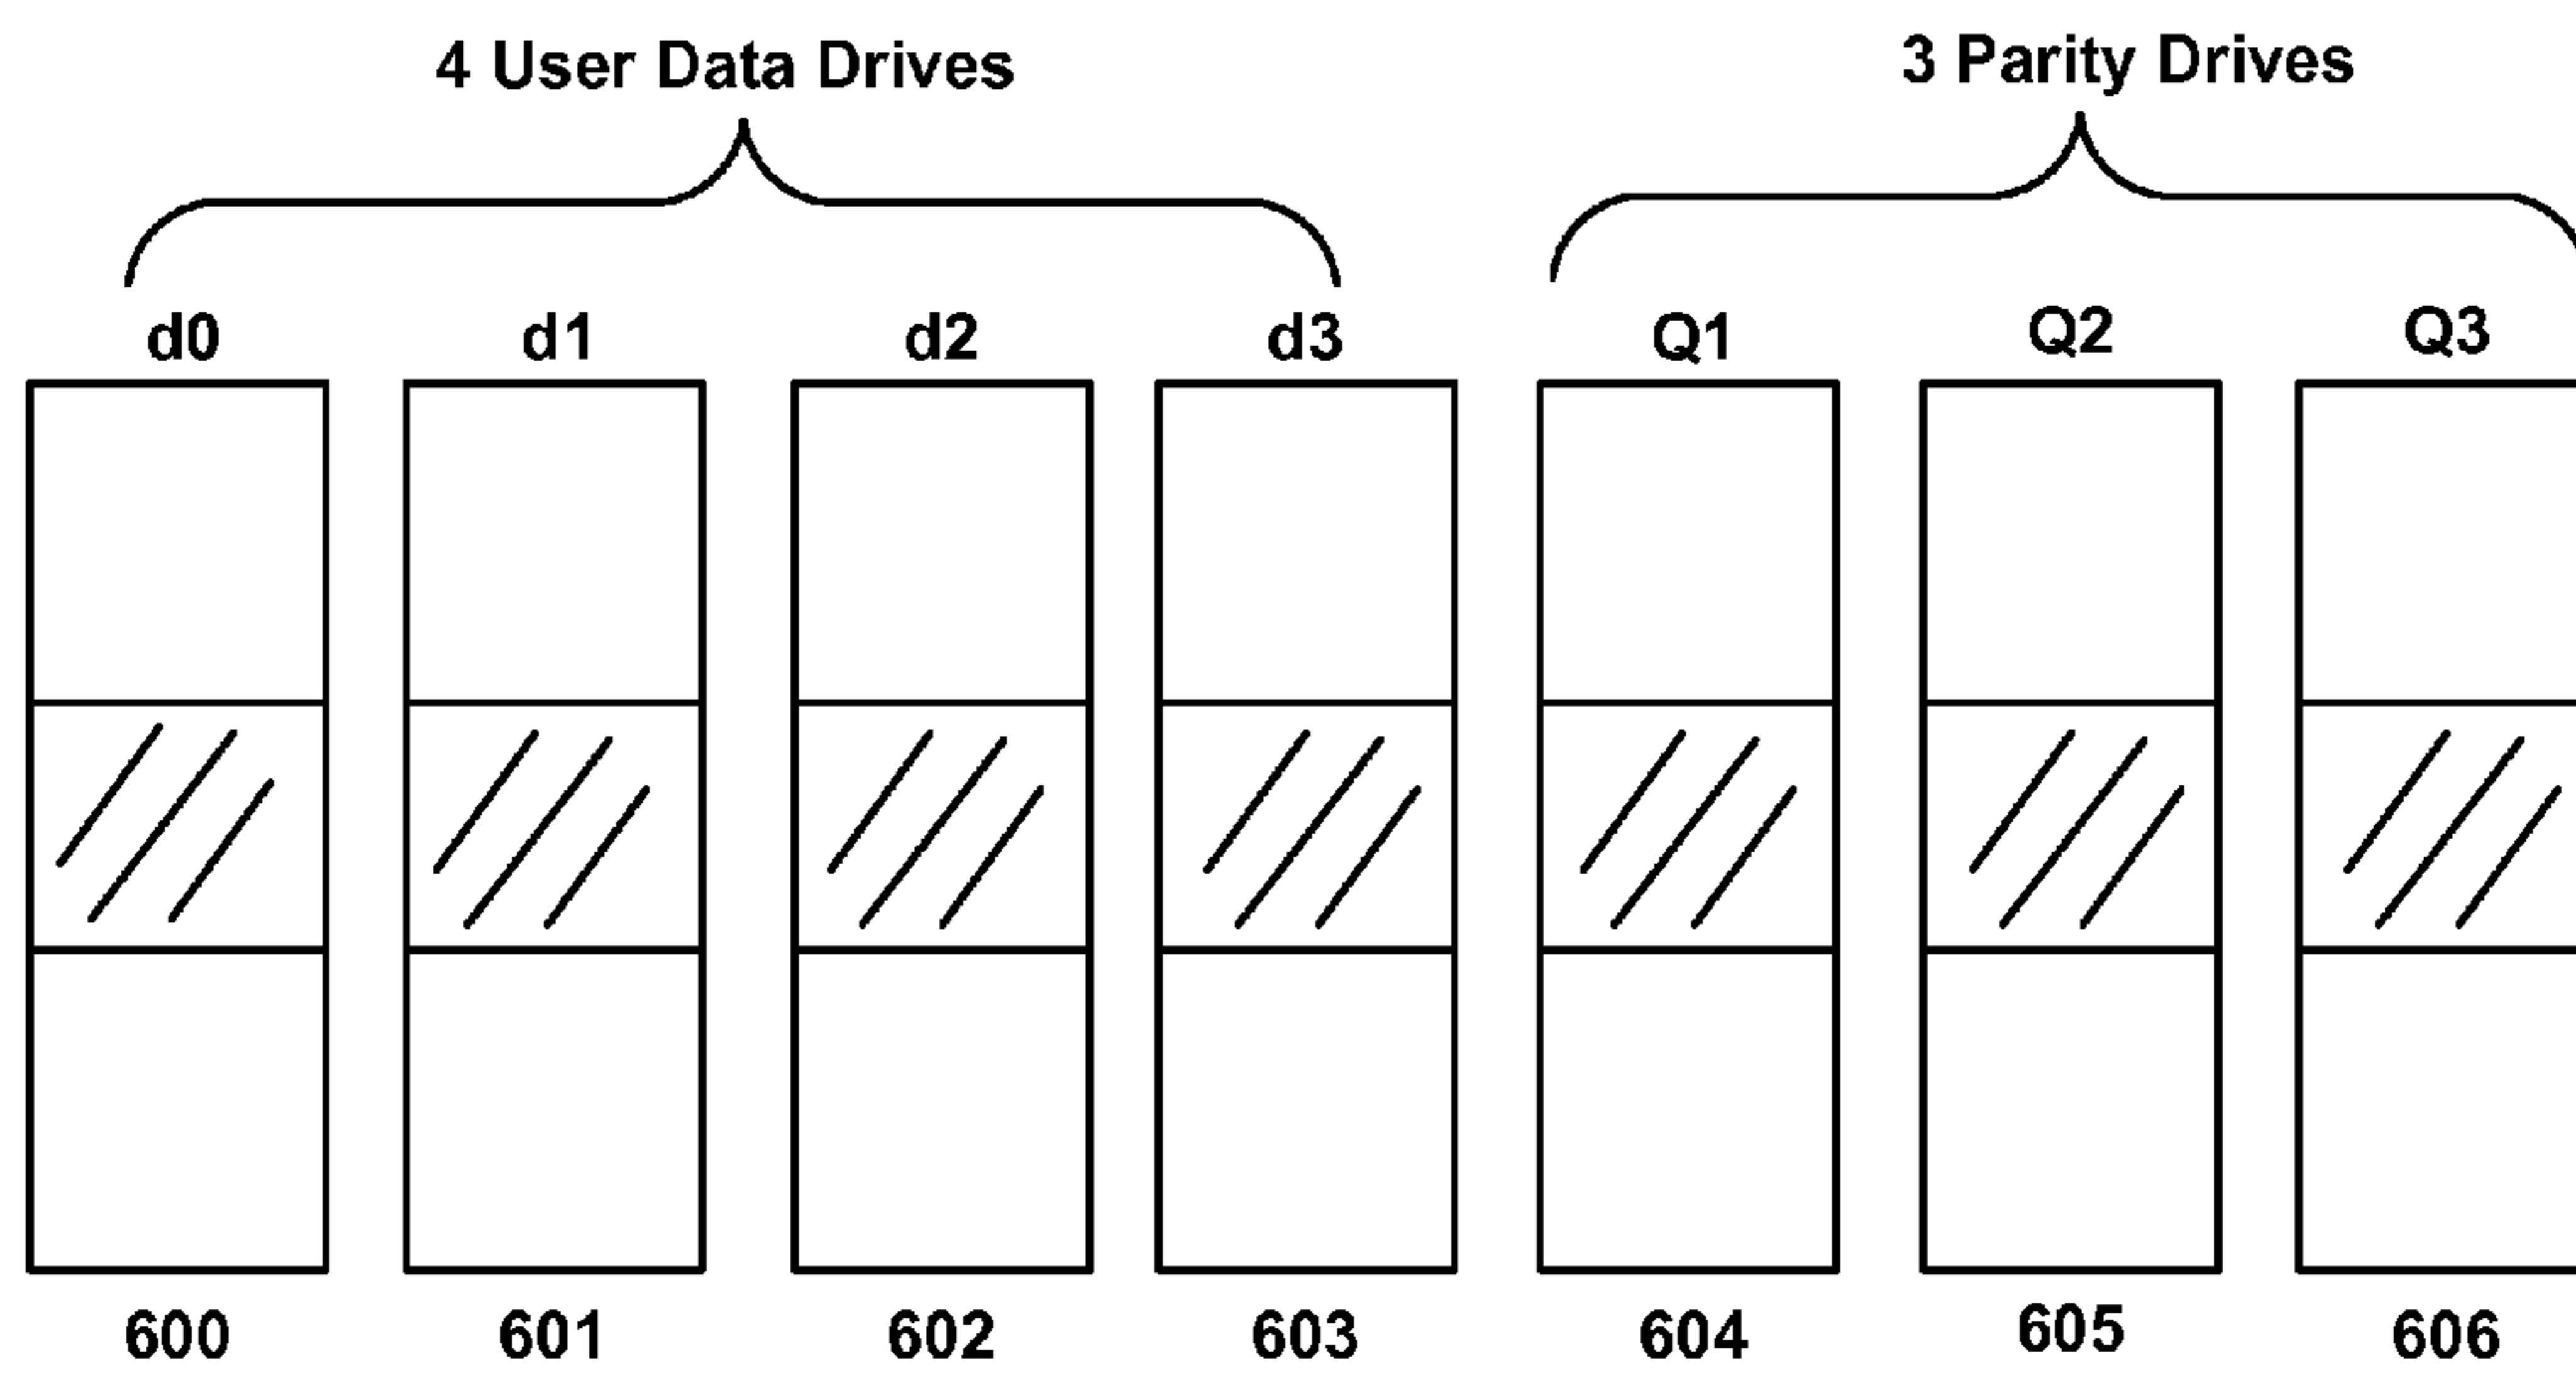 4 User Data Drives 3 Parity Drives
d0 d1 d2 d3 Q1 Q2 Q3
600 601 602 603 604 605 606